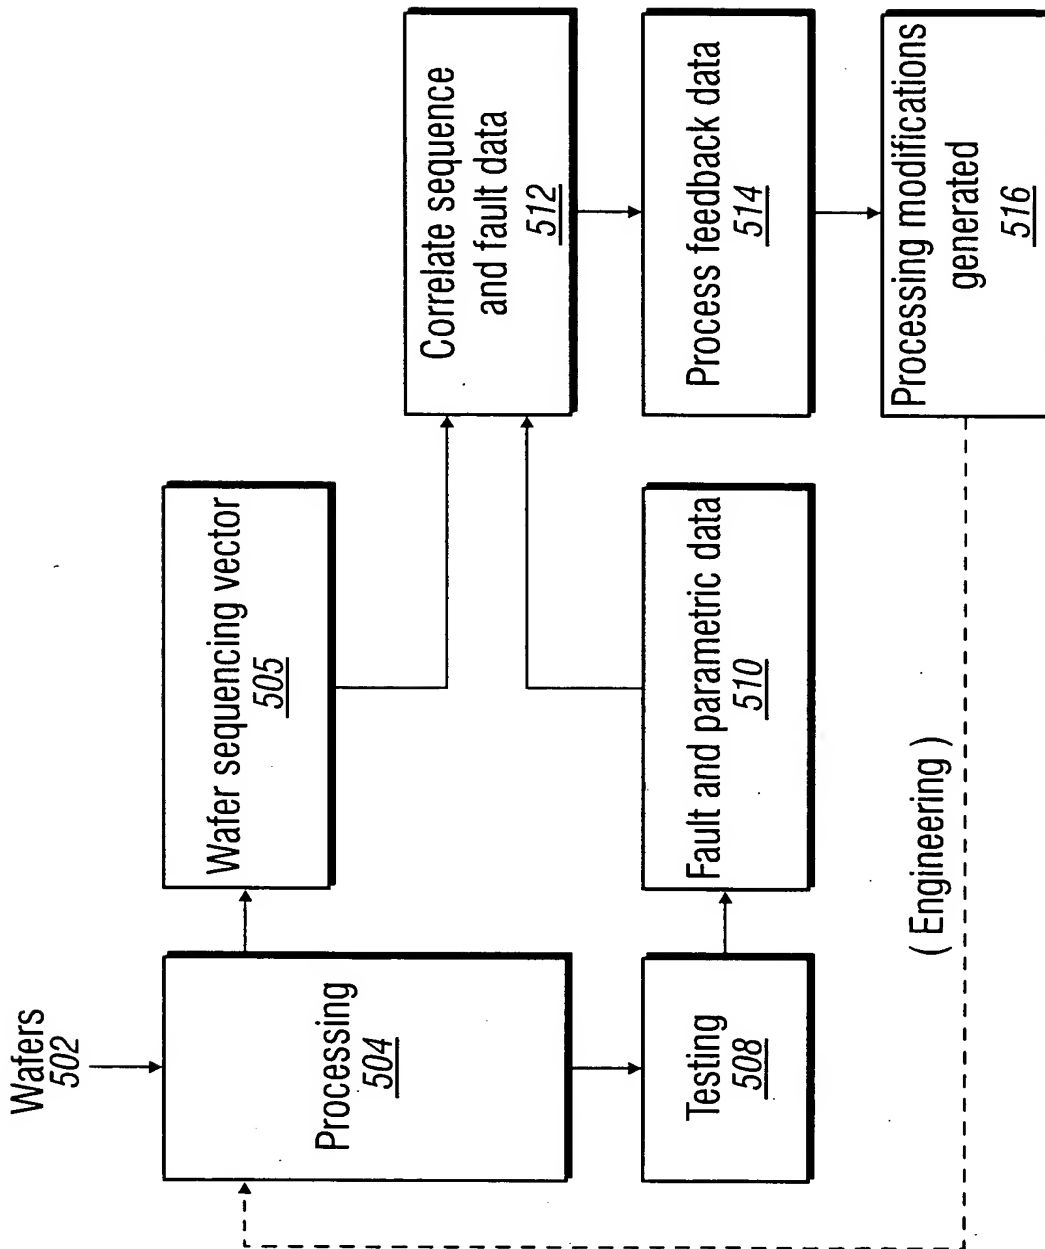 Wafers
502
Processing
504
Wafer sequencing vector
505
Testing
508
Fault and parametric data
510
Correlate sequence
and fault data
512
Process feedback data
514
Processing modifications
generated
516
( Engineering )